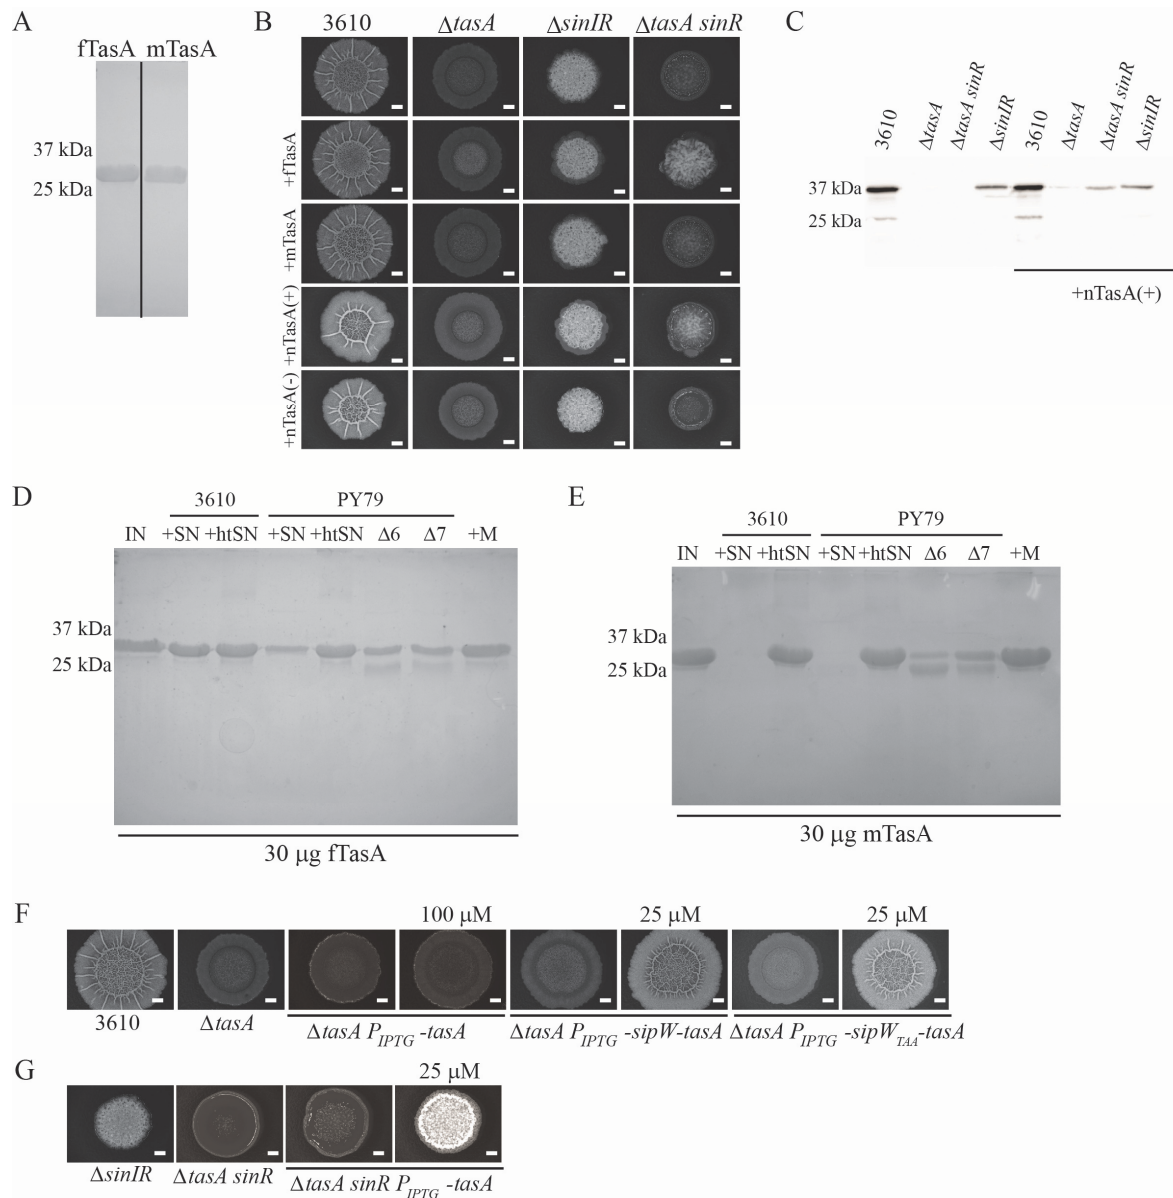 A
fTasA mTasA
37 kDa
25 kDa
B
3610 ΔtasA ΔsinIR ΔtasA sinR
+fTasA
+mTasA
+nTasA(+)
+nTasA(-)
C
3610 ΔtasA ΔtasA sinR ΔsinIR 3610 ΔtasA ΔtasA sinR ΔsinIR
37 kDa
25 kDa
+nTasA(+)
D
3610 PY79
IN +SN +htSN +SN +htSN Δ6 Δ7 +M
37 kDa
25 kDa
30 μg fTasA
E
3610 PY79
IN +SN +htSN +SN +htSN Δ6 Δ7 +M
37 kDa
25 kDa
30 μg mTasA
F
100 μM 25 μM 25 μM
3610 ΔtasA ΔtasA P_IPTG -tasA ΔtasA P_IPTG -sipW-tasA ΔtasA P_IPTG -sipW_TAA-tasA
G
25 μM
ΔsinIR ΔtasA sinR ΔtasA sinR P_IPTG -tasA